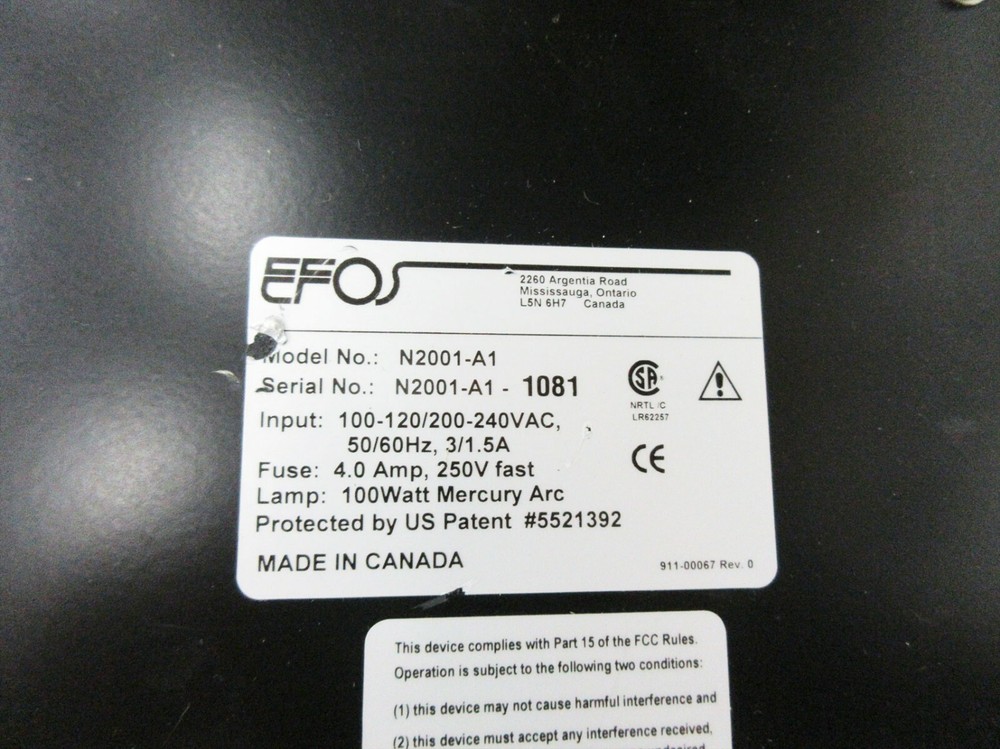 EFOS
2260 Argentia Road
Mississauga, Ontario
L5N 6H7 Canada
Model No.: N2001-A1
Serial No.: N2001-A1 - 1081
Input: 100-120/200-240VAC,
50/60Hz, 3/1.5A
Fuse: 4.0 Amp, 250V fast
Lamp: 100Watt Mercury Arc
Protected by US Patent #5521392
MADE IN CANADA
SA
NRTL/C
LR62257
CE
911-00067 Rev. 0
This device complies with Part 15 of the FCC Rules.
Operation is subject to the following two conditions:
(1) this device may not cause harmful interference and
(2) this device must accept any interference received,